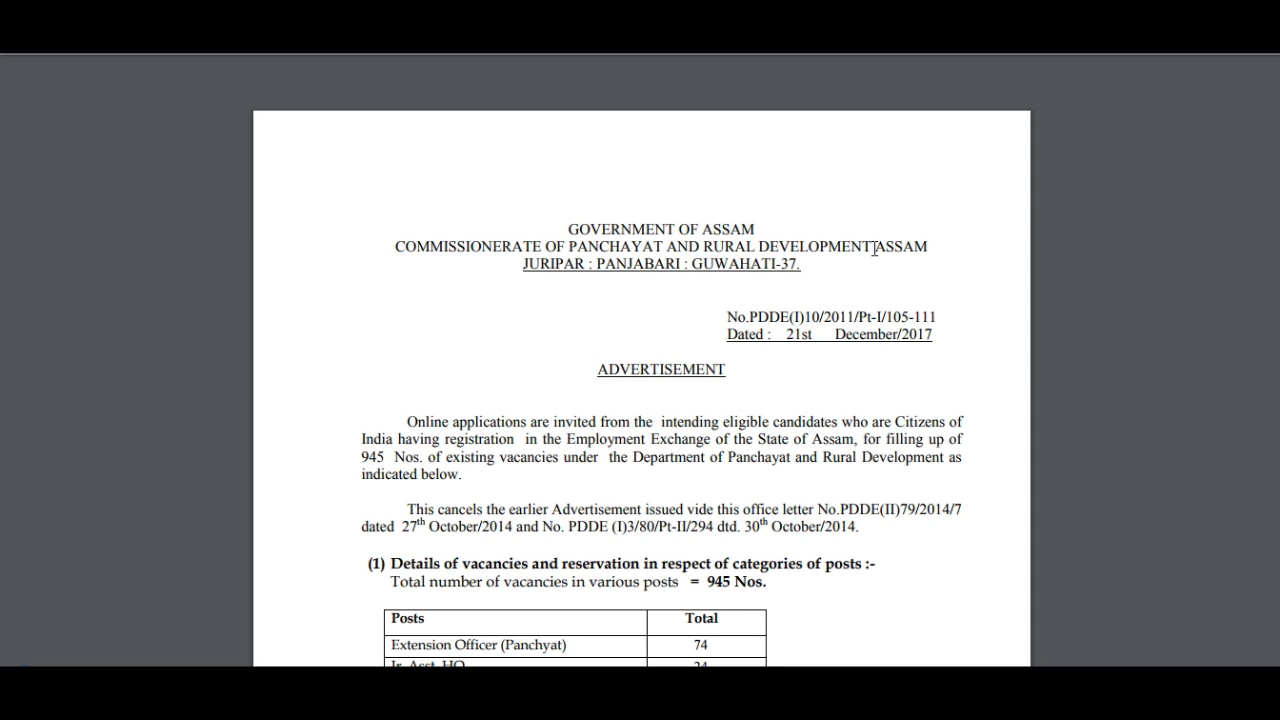 GOVERNMENT OF ASSAM
COMMISSIONERATE OF PANCHAYAT AND RURAL DEVELOPMENT ASSAM
JURIPAR : PANJABARI : GUWAHATI-37.
No.PDDE(I)10/2011/Pt-I/105-111
Dated : 21st December/2017
ADVERTISEMENT
Online applications are invited from the intending eligible candidates who are Citizens of
India having registration in the Employment Exchange of the State of Assam, for filling up of
945 Nos. of existing vacancies under the Department of Panchayat and Rural Development as
indicated below.
This cancels the earlier Advertisement issued vide this office letter No.PDDE(II)79/2014/7
dated 27th October/2014 and No. PDDE (I)3/80/Pt-II/294 dtd. 30th October/2014.
(1) Details of vacancies and reservation in respect of categories of posts :-
Total number of vacancies in various posts = 945 Nos.
Posts Total
Extension Officer (Panchyat) 74
Jr. Asst. HQ 24